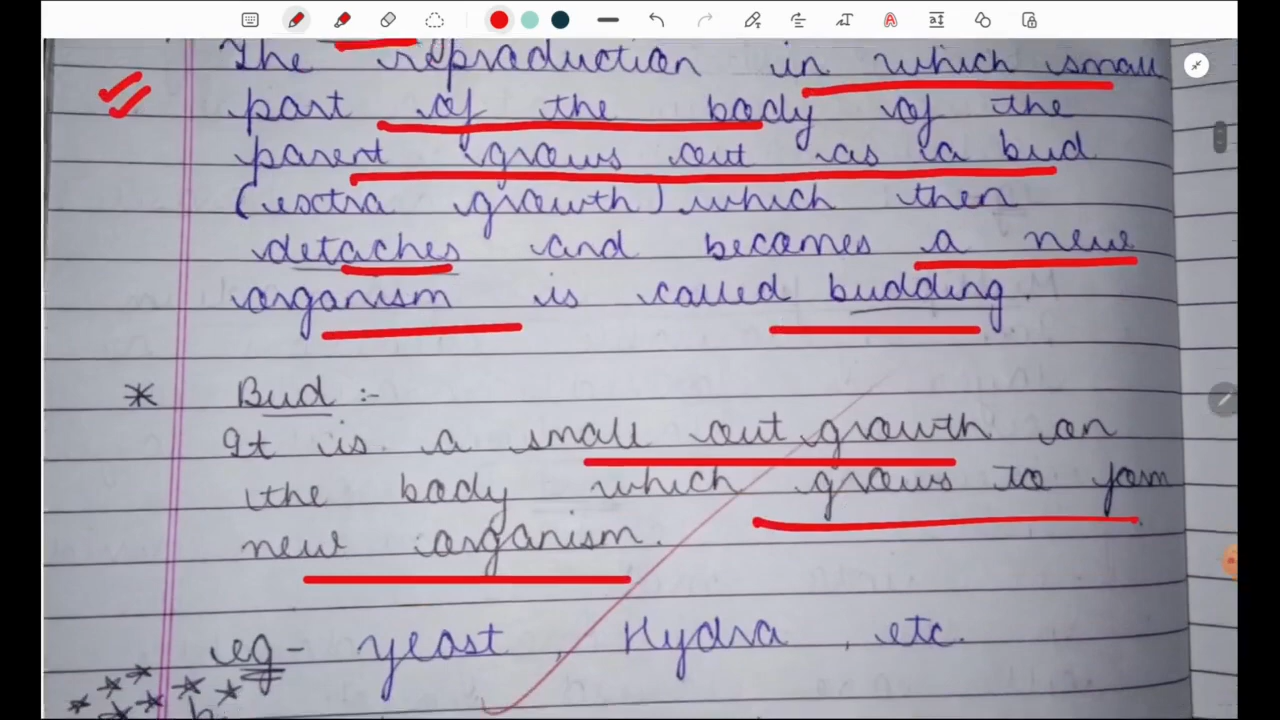 The reproduction in which small
part of the body of the
parent grows out as a bud
(extra growth) which then
detaches and becomes a new
organism is called budding.
* Bud :-
It is a small out growth on
the body which grows to form
new organism.
eg - yeast, Hydra, etc.